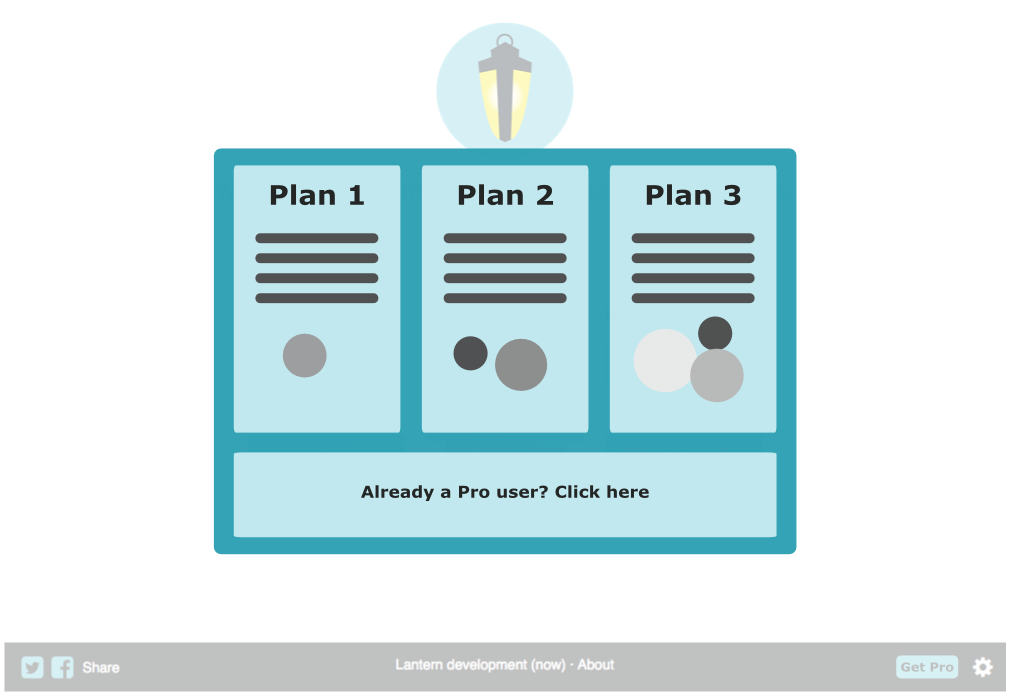 Plan 1
Plan 2
Plan 3
Already a Pro user? Click here
Share
Lantern development (now) · About
Get Pro